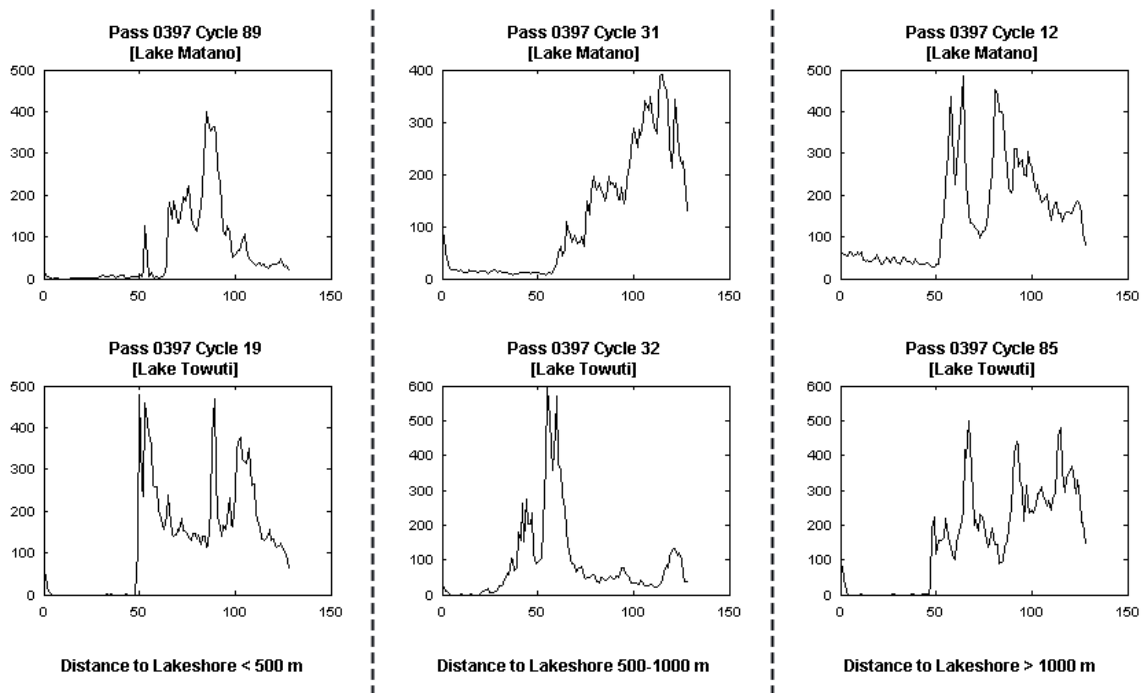 Pass 0397 Cycle 89
[Lake Matano]
500
400
300
200
100
0
0 50 100 150
Pass 0397 Cycle 31
[Lake Matano]
400
300
200
100
0
0 50 100 150
Pass 0397 Cycle 12
[Lake Matano]
500
400
300
200
100
0
0 50 100 150
Pass 0397 Cycle 19
[Lake Towuti]
500
400
300
200
100
0
0 50 100 150
Pass 0397 Cycle 32
[Lake Towuti]
600
500
400
300
200
100
0
0 50 100 150
Pass 0397 Cycle 85
[Lake Towuti]
600
500
400
300
200
100
0
0 50 100 150
Distance to Lakeshore < 500 m
Distance to Lakeshore 500-1000 m
Distance to Lakeshore > 1000 m